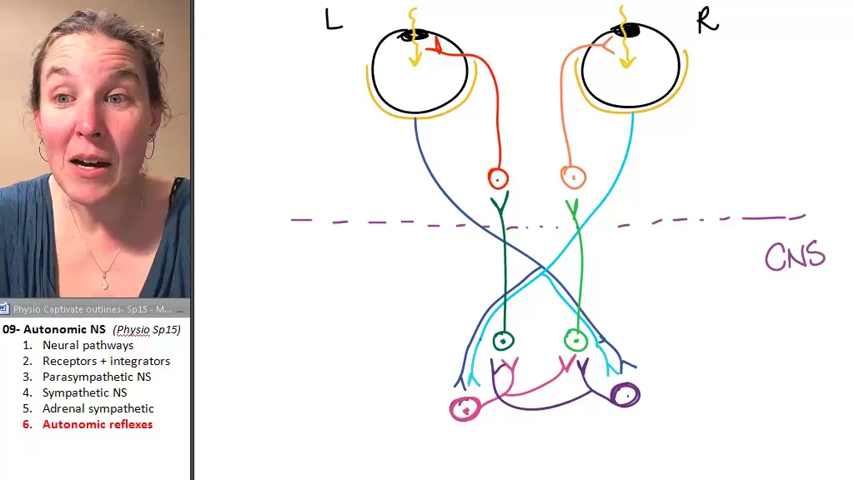 L
R
CNS
Physio Captivate outlines- Sp15 - M...
09- Autonomic NS (Physio Sp15)
1. Neural pathways
2. Receptors + integrators
3. Parasympathetic NS
4. Sympathetic NS
5. Adrenal sympathetic
6. Autonomic reflexes